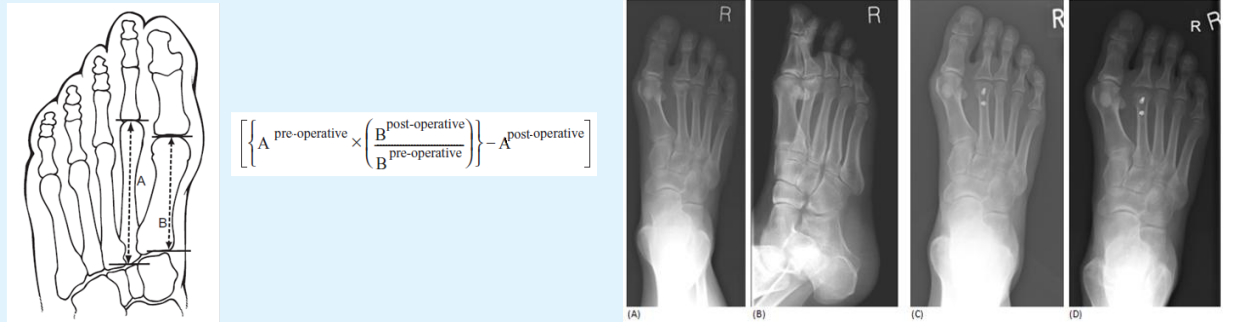 A
B
[{A pre-operative × (B post-operative / B pre-operative)} − A post-operative]
R
R
R
R R
(A)
(B)
(C)
(D)